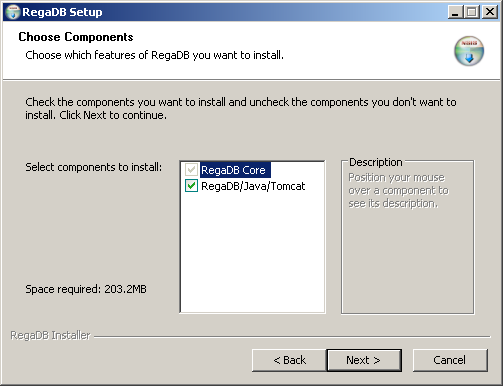 RegaDB Setup
Choose Components
Choose which features of RegaDB you want to install.
Check the components you want to install and uncheck the components you don't want to
install. Click Next to continue.
Select components to install:
RegaDB Core
RegaDB/Java/Tomcat
Description
Position your mouse
over a component to
see its description.
Space required: 203.2MB
RegaDB Installer
< Back
Next >
Cancel